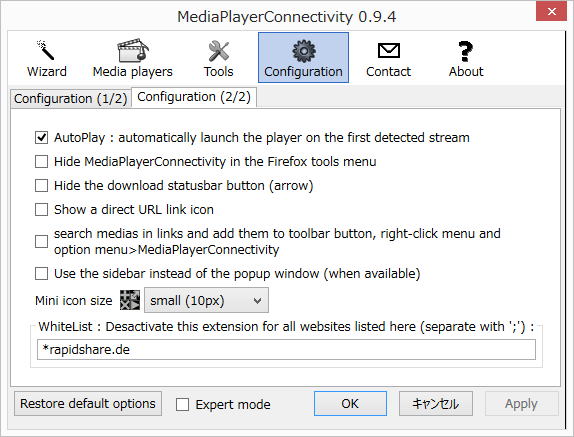 MediaPlayerConnectivity 0.9.4
Wizard
Media players
Tools
Configuration
Contact
About
Configuration (1/2)
Configuration (2/2)
AutoPlay : automatically launch the player on the first detected stream
Hide MediaPlayerConnectivity in the Firefox tools menu
Hide the download statusbar button (arrow)
Show a direct URL link icon
search medias in links and add them to toolbar button, right-click menu and
option menu>MediaPlayerConnectivity
Use the sidebar instead of the popup window (when available)
Mini icon size
small (10px)
WhiteList : Desactivate this extension for all websites listed here (separate with ';') :
*rapidshare.de
Restore default options
Expert mode
OK
キャンセル
Apply